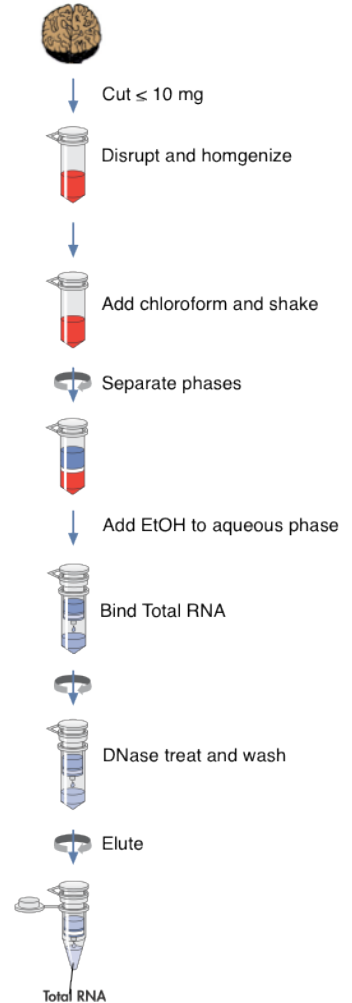 Cut ≤ 10 mg
Disrupt and homgenize
Add chloroform and shake
Separate phases
Add EtOH to aqueous phase
Bind Total RNA
DNase treat and wash
Elute
Total RNA